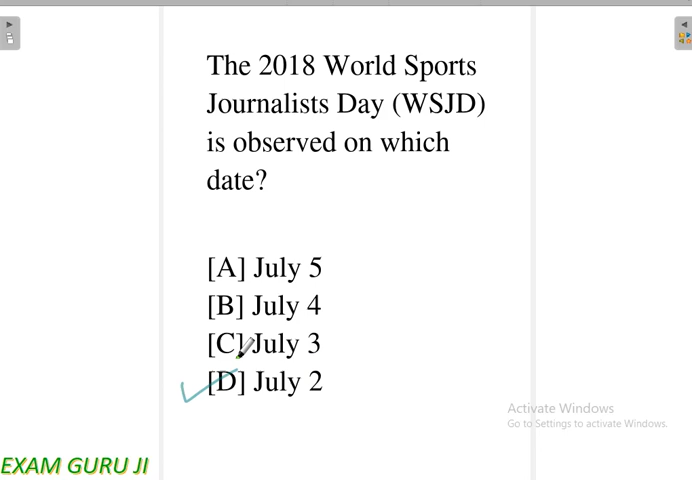 The 2018 World Sports
Journalists Day (WSJD)
is observed on which
date?
[A] July 5
[B] July 4
[C] July 3
[D] July 2
Activate Windows
Go to Settings to activate Windows.
EXAM GURU JI